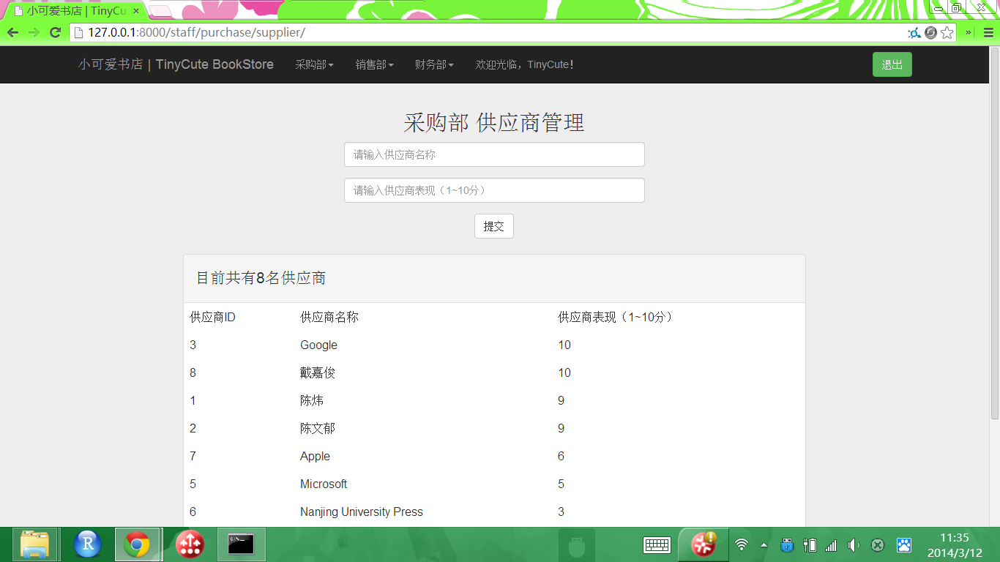 小可爱书店 | TinyCu
127.0.0.1:8000/staff/purchase/supplier/
小可爱书店 | TinyCute BookStore 采购部 销售部 财务部 欢迎光临，TinyCute! 退出
采购部 供应商管理
请输入供应商名称
请输入供应商表现（1~10分）
提交
目前共有8名供应商
供应商ID 供应商名称 供应商表现（1~10分）
3 Google 10
8 戴嘉俊 10
1 陈炜 9
2 陈文郁 9
7 Apple 6
5 Microsoft 5
6 Nanjing University Press 3
11:35
2014/3/12